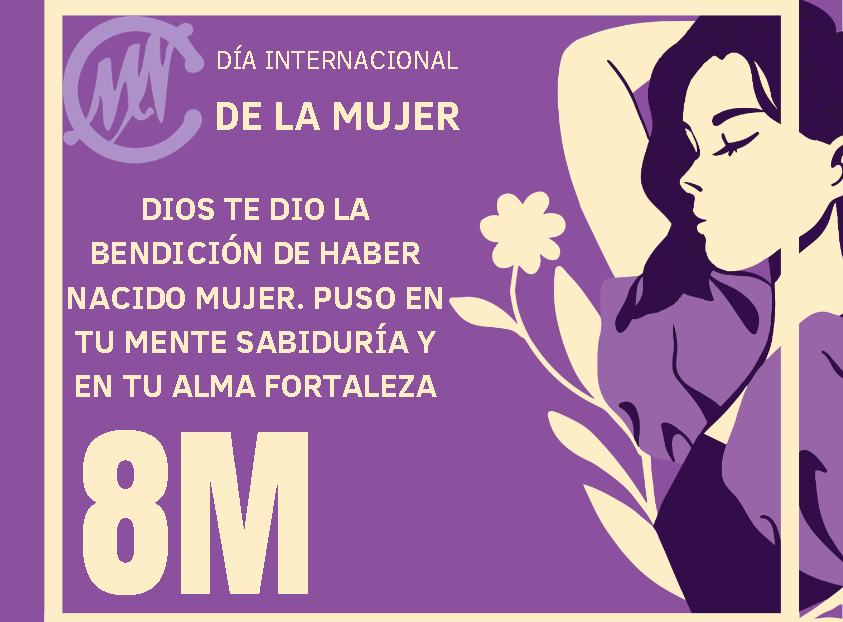 DÍA INTERNACIONAL
DE LA MUJER
DIOS TE DIO LA
BENDICIÓN DE HABER
NACIDO MUJER. PUSO EN
TU MENTE SABIDURÍA Y
EN TU ALMA FORTALEZA
8M